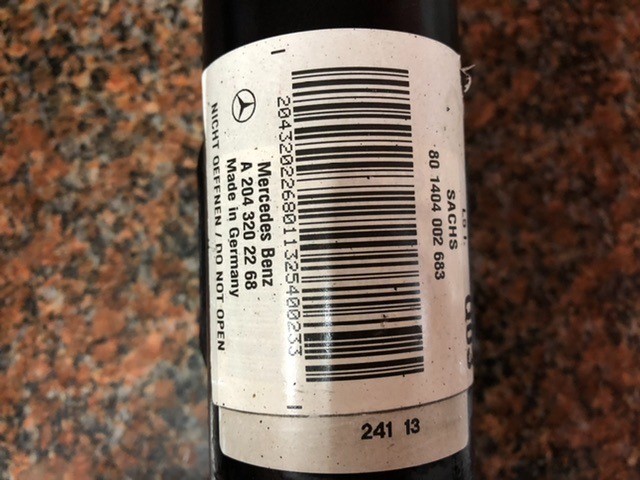 SACHS
80 1404 002 683
2043202268011325400233
Mercedes Benz
A 204 320 22 68
Made in Germany
NICHT OEFFNEN / DO NOT OPEN
241 13